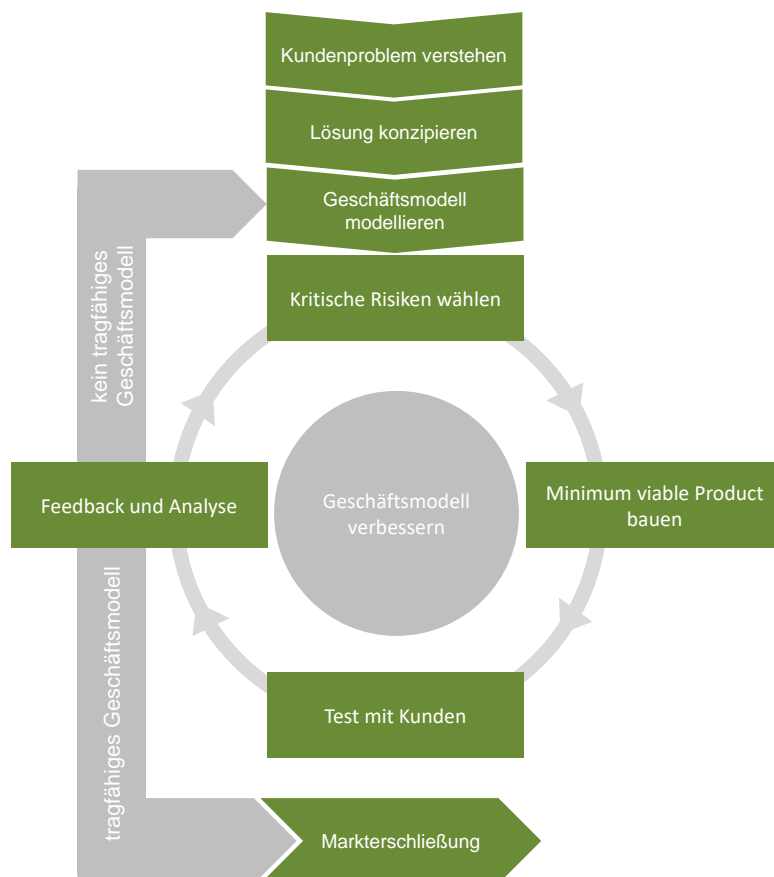 Kundenproblem verstehen
Lösung konzipieren
Geschäftsmodell
modellieren
kein tragfähiges
Geschäftsmodell
Kritische Risiken wählen
Feedback und Analyse
Geschäftsmodell
verbessern
Minimum viable Product
bauen
tragfähiges Geschäftsmodell
Test mit Kunden
Markterschließung